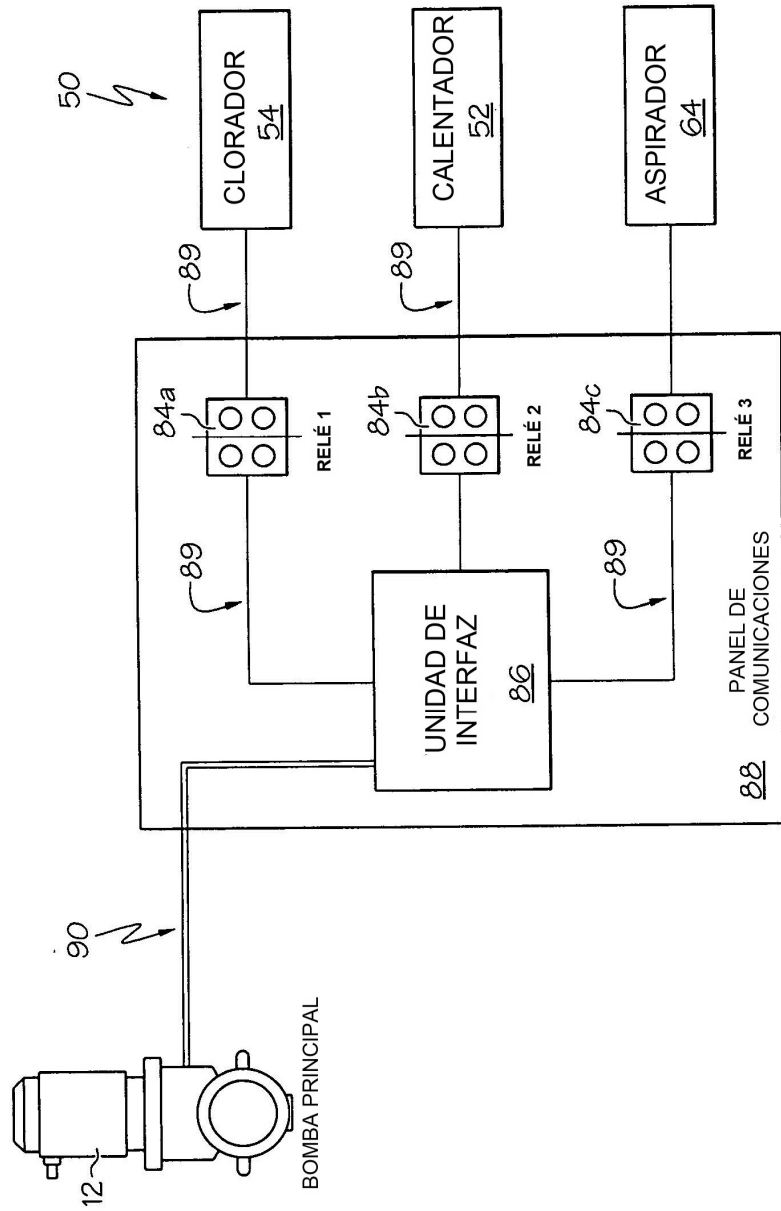 50
CLORADOR
54
CALENTADOR
52
ASPIRADOR
64
89
89
84a
RELÉ 1
84b
RELÉ 2
84c
RELÉ 3
89
89
UNIDAD DE
INTERFAZ
86
PANEL DE
COMUNICACIONES
88
90
12
BOMBA PRINCIPAL